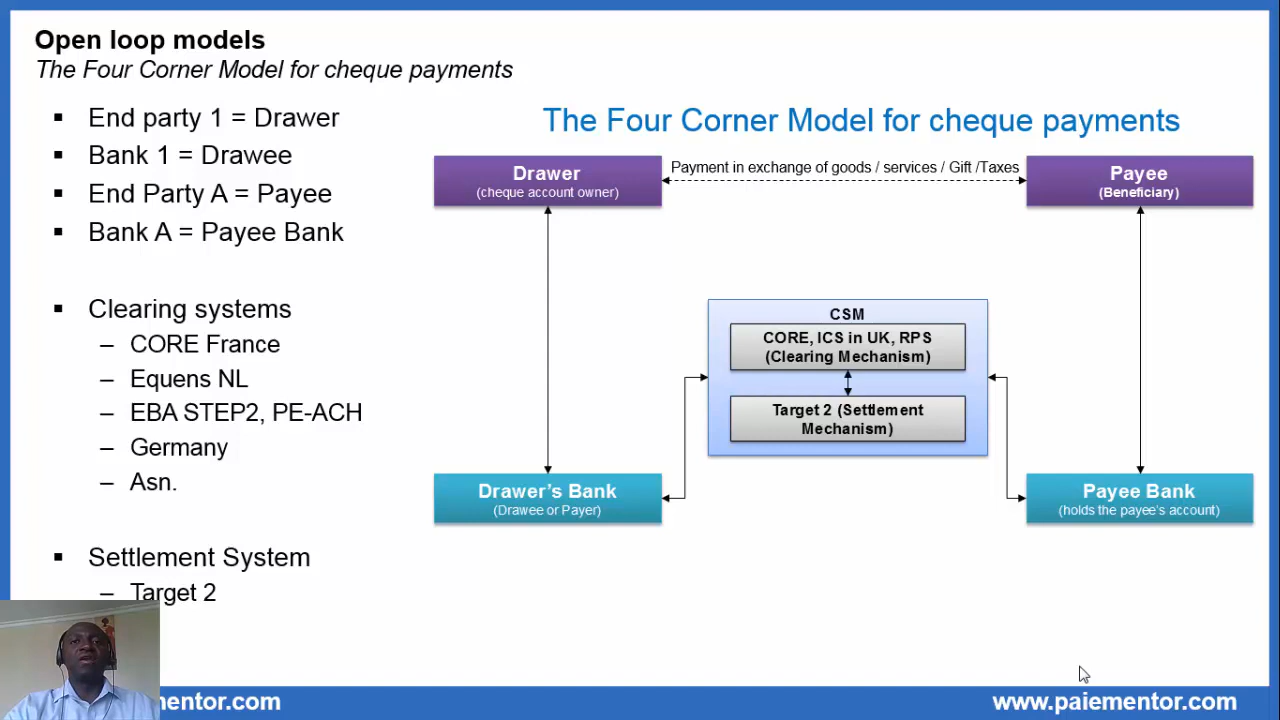 Open loop models
The Four Corner Model for cheque payments
End party 1 = Drawer
Bank 1 = Drawee
End Party A = Payee
Bank A = Payee Bank
Clearing systems
– CORE France
– Equens NL
– EBA STEP2, PE-ACH
– Germany
– Asn.
Settlement System
– Target 2
The Four Corner Model for cheque payments
Drawer
(cheque account owner)
Payment in exchange of goods / services / Gift /Taxes
Payee
(Beneficiary)
CSM
CORE, ICS in UK, RPS
(Clearing Mechanism)
Target 2 (Settlement
Mechanism)
Drawer's Bank
(Drawee or Payer)
Payee Bank
(holds the payee's account)
mentor.com
www.paiementor.com